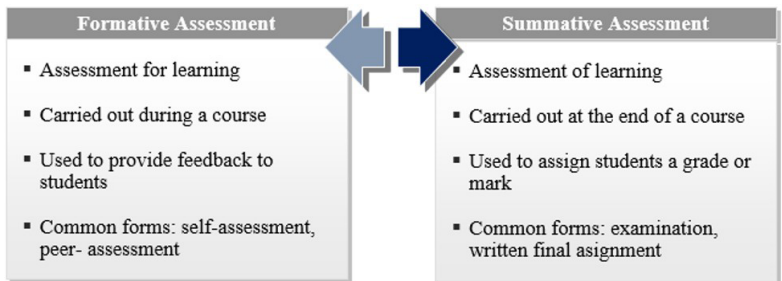 Formative Assessment
▪ Assessment for learning
▪ Carried out during a course
▪ Used to provide feedback to
students
▪ Common forms: self-assessment,
peer- assessment
Summative Assessment
▪ Assessment of learning
▪ Carried out at the end of a course
▪ Used to assign students a grade or
mark
▪ Common forms: examination,
written final asignment